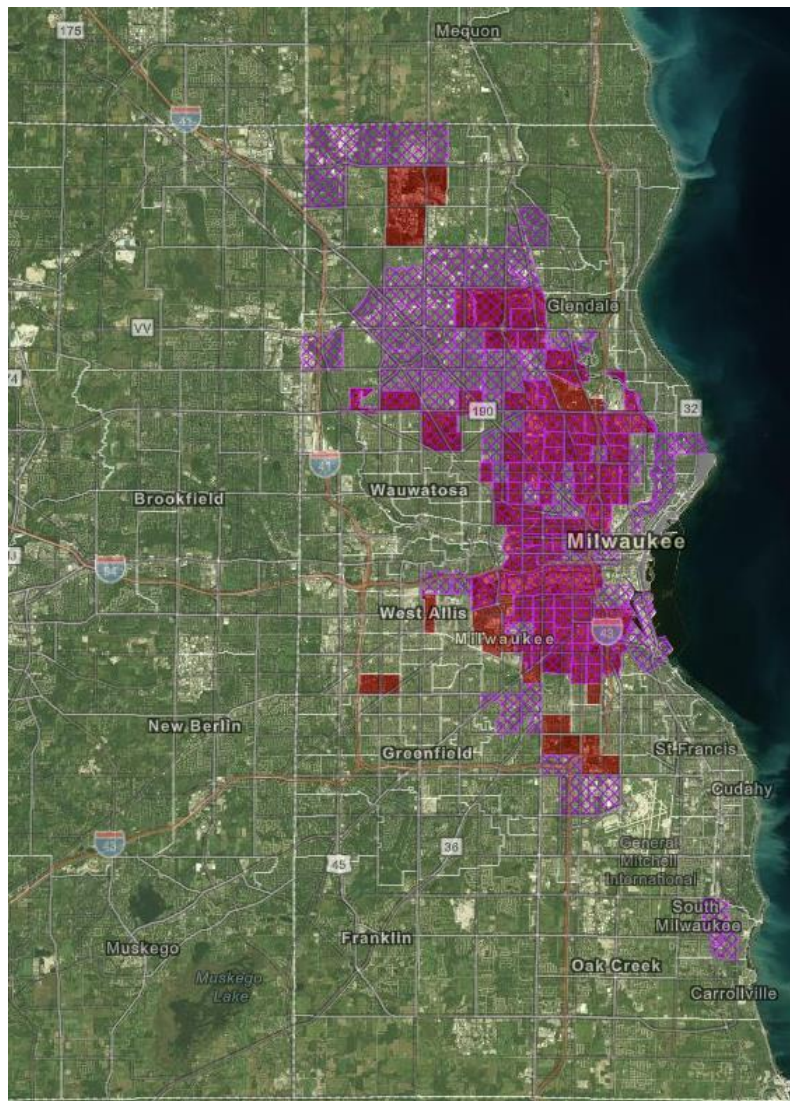 Mequon
175
41
Glendale
VV
190
32
41
Wauwatosa
Brookfield
Milwaukee
94
West Allis
Milwaukee
43
New Berlin
Greenfield
St Francis
Cudahy
43
36
45
General
Mitchell
International
South
Milwaukee
Franklin
Muskego
Oak Creek
Muskego
Lake
Carrollville